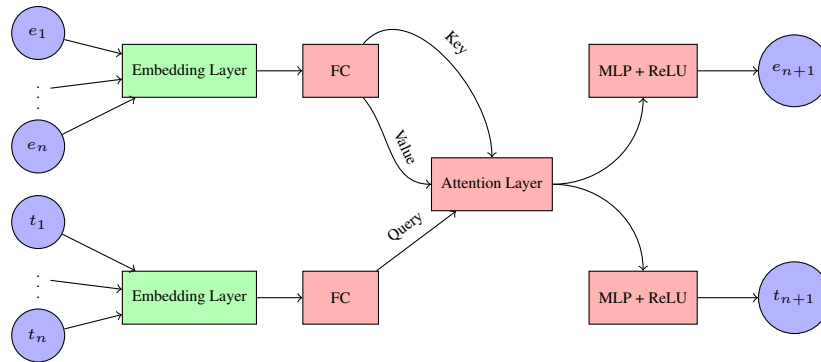 e₁
⋮
eₙ
Embedding Layer
FC
Key
Value
MLP + ReLU
eₙ₊₁
Attention Layer
t₁
⋮
tₙ
Embedding Layer
FC
Query
MLP + ReLU
tₙ₊₁